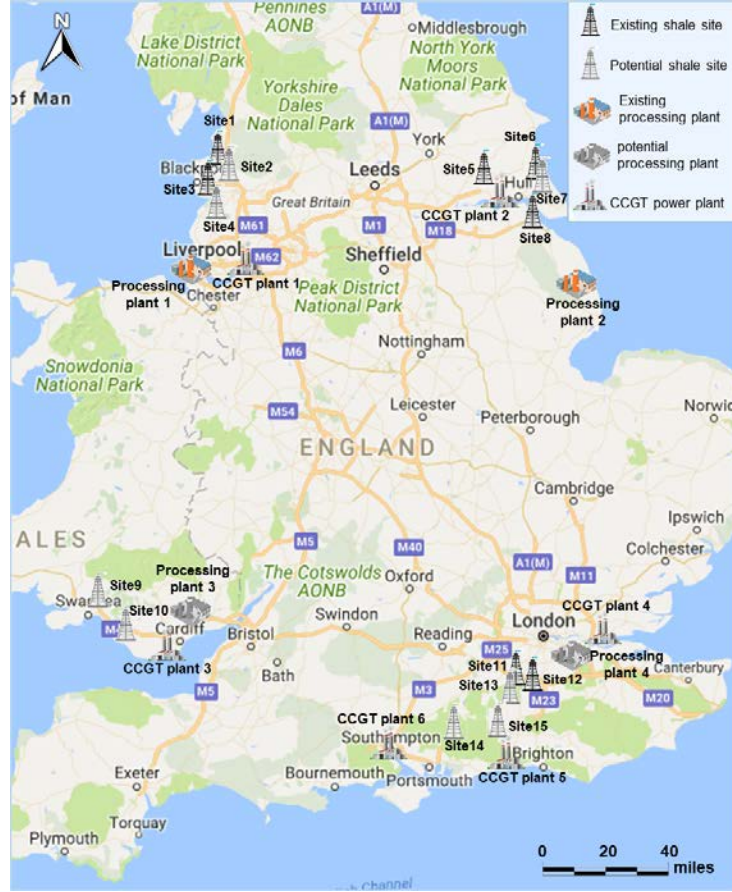 Pennines
AONB
A1(M)
Middlesbrough
N
Lake District
National Park
North York
Moors
National Park
of Man
Yorkshire
Dales
National Park
A1(M)
York
Existing shale site
Potential shale site
Existing
processing plant
potential
processing plant
CCGT power plant
Site1
Site2
Site3
Site4
Leeds
Site5
Site6
Hull
Site7
Site8
Great Britain
CCGT plant 2
M61
M1
M18
Liverpool
M62
Sheffield
Processing
plant 1
CCGT plant 1
Chester
Peak District
National Park
Processing
plant 2
M6
Nottingham
Snowdonia
National Park
M54
Leicester
Peterborough
ENGLAND
Cambridge
Ipswich
Colchester
ALES
M5
M40
A1(M)
M11
Processing
plant 3
The Cotswolds
AONB
Oxford
Site9
Site10
Cardiff
CCGT plant 3
Bristol
Swindon
Bath
Reading
London
CCGT plant 4
M25
Processing
plant 4
Canterbury
Site11
Site12
Site13
M5
M3
M23
M20
CCGT plant 6
Southampton
Site14
Site15
Brighton
CCGT plant 5
Portsmouth
Bournemouth
Exeter
Torquay
Plymouth
0 20 40
miles
Channel